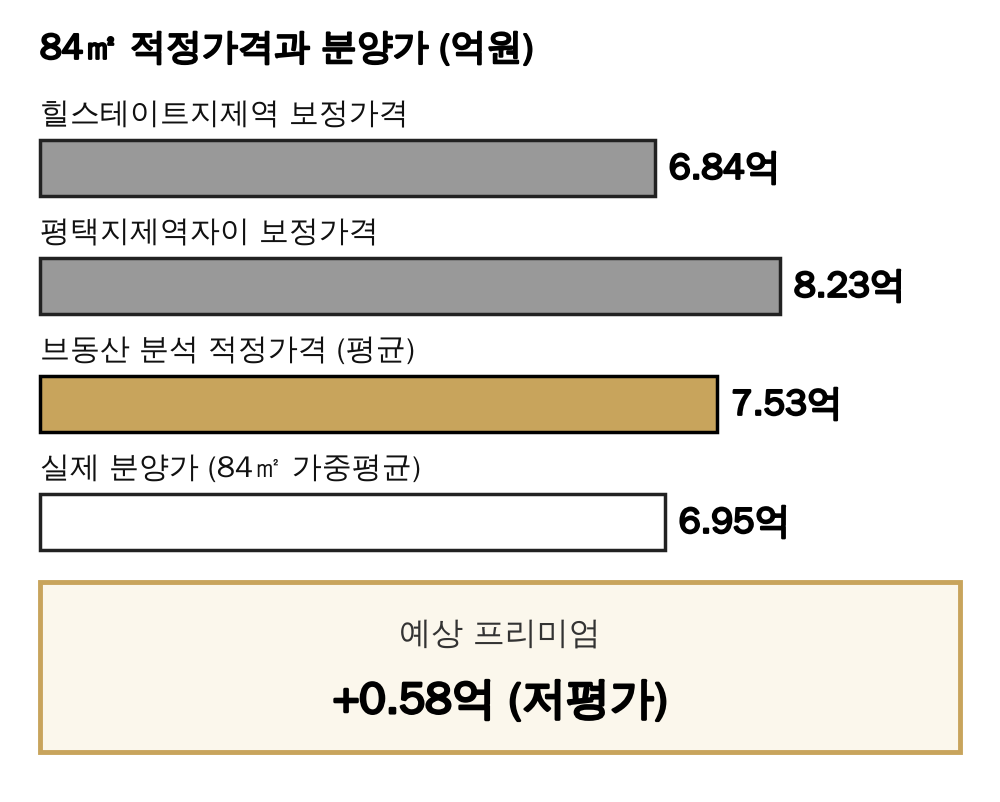 84㎡ 적정가격과 분양가 (억원)
힐스테이트지제역 보정가격
6.84억
평택지제역자이 보정가격
8.23억
브동산 분석 적정가격 (평균)
7.53억
실제 분양가 (84㎡ 가중평균)
6.95억
예상 프리미엄
+0.58억 (저평가)